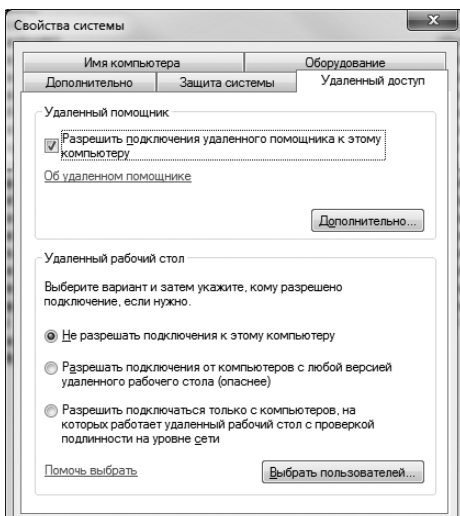 Свойства системы
Имя компьютера
Оборудование
Дополнительно
Защита системы
Удаленный доступ
Удаленный помощник
Разрешить подключения удаленного помощника к этому
компьютеру
Об удаленном помощнике
Дополнительно...
Удаленный рабочий стол
Выберите вариант и затем укажите, кому разрешено
подключение, если нужно.
Не разрешать подключения к этому компьютеру
Разрешать подключения от компьютеров с любой версией
удаленного рабочего стола (опаснее)
Разрешить подключаться только с компьютеров, на
которых работает удаленный рабочий стол с проверкой
подлинности на уровне сети
Помочь выбрать
Выбрать пользователей...